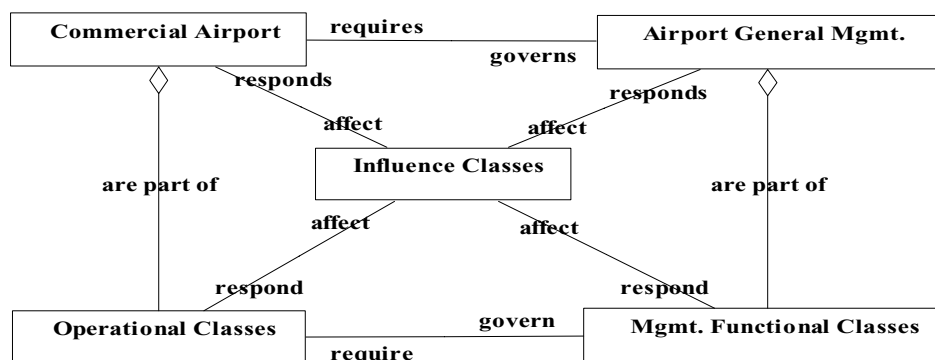 Commercial Airport
requires
Airport General Mgmt.
governs
responds
responds
affect
affect
Influence Classes
are part of
are part of
affect
affect
respond
respond
Operational Classes
govern
Mgmt. Functional Classes
require